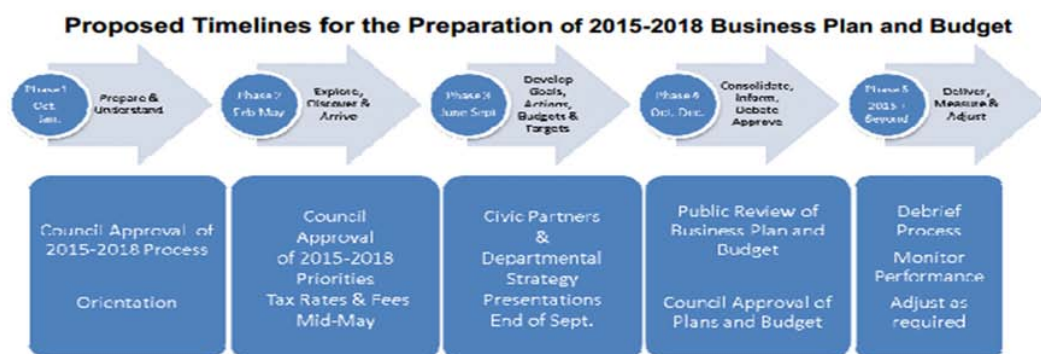 Proposed Timelines for the Preparation of 2015-2018 Business Plan and Budget
Phase 1
Oct.
Jan.
Prepare &
Understand
Phase 2
Feb May
Explore,
Discover &
Arrive
Phase 3
June Sept
Develop
Goals,
Actions,
Budgets &
Targets
Phase 4
Oct. Dec.
Consolidate,
Inform,
Debate
Approve
Phase 5
2015 +
Beyond
Deliver,
Measure &
Adjust
Council Approval of
2015-2018 Process
Orientation
Council
Approval
of 2015-2018
Priorities
Tax Rates & Fees
Mid-May
Civic Partners
&
Departmental
Strategy
Presentations
End of Sept.
Public Review of
Business Plan and
Budget
Council Approval of
Plans and Budget
Debrief
Process
Monitor
Performance
Adjust as
required